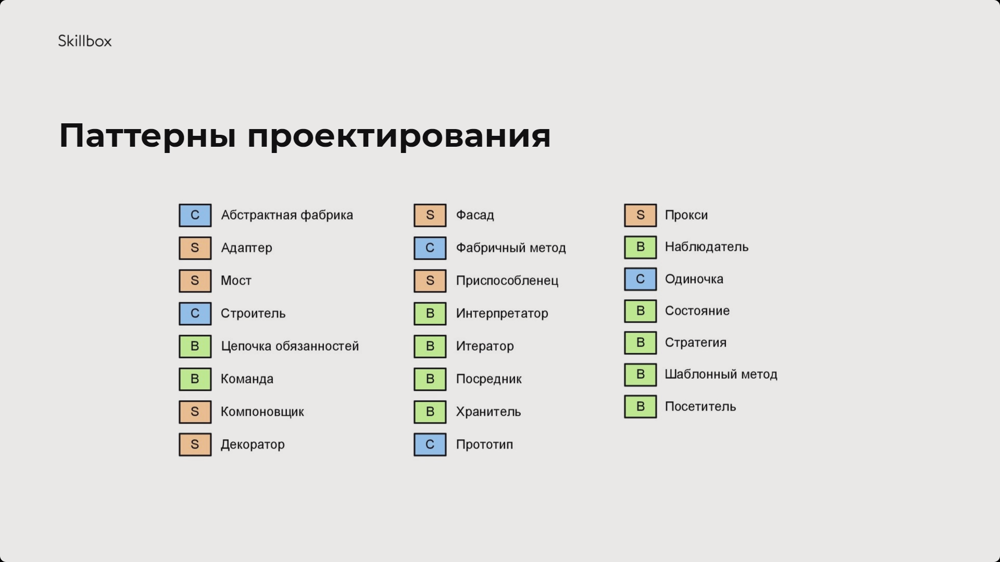 Skillbox
Паттерны проектирования
C Абстрактная фабрика
S Адаптер
S Мост
C Строитель
B Цепочка обязанностей
B Команда
S Компоновщик
S Декоратор
S Фасад
C Фабричный метод
S Приспособленец
B Интерпретатор
B Итератор
B Посредник
B Хранитель
C Прототип
S Прокси
B Наблюдатель
C Одиночка
B Состояние
B Стратегия
B Шаблонный метод
B Посетитель